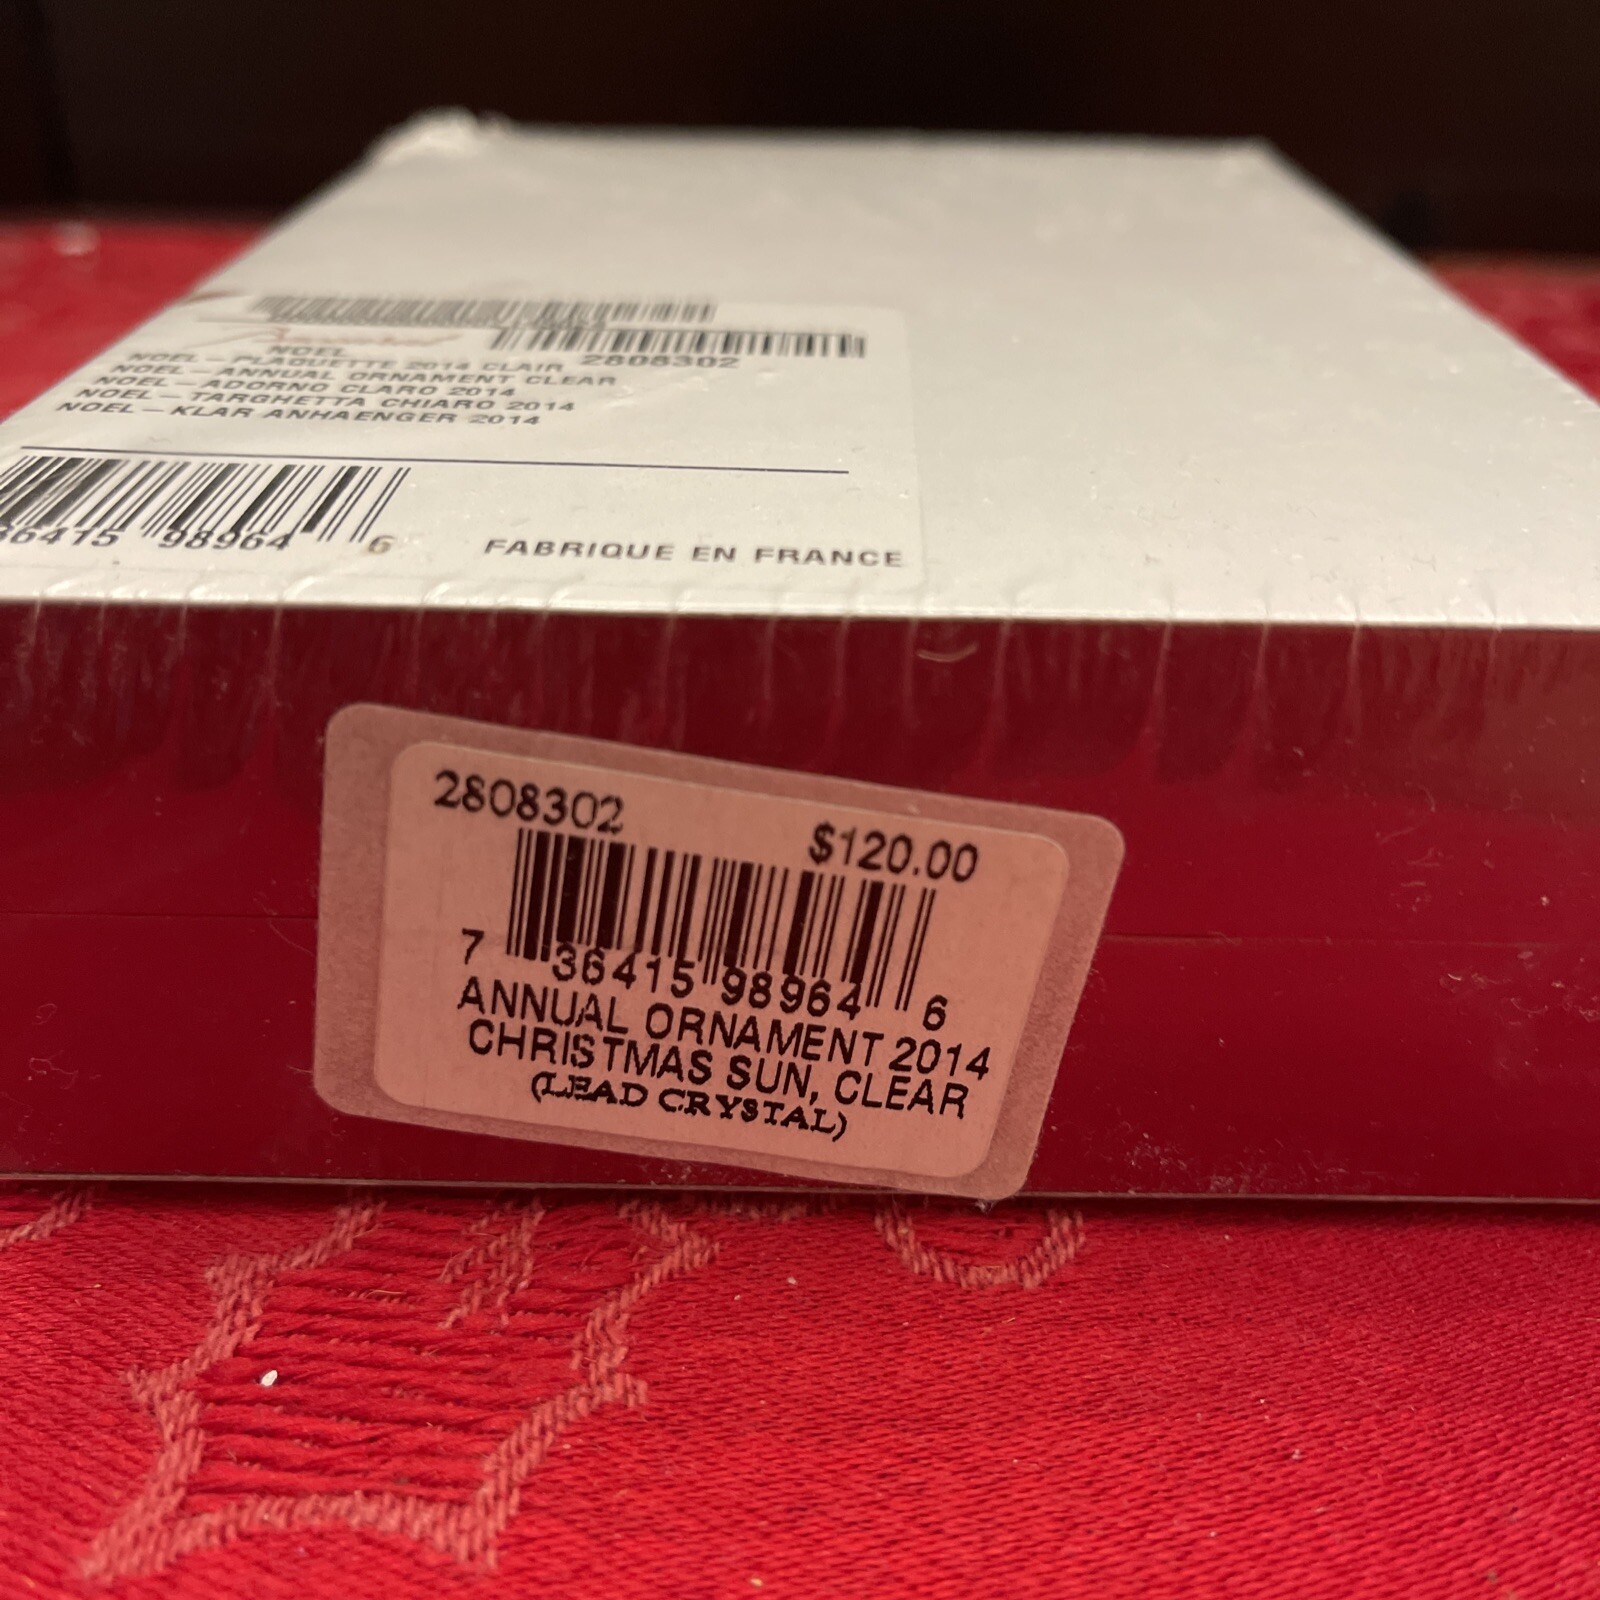 Baccarat
NOEL
2808302
NOEL - PLAQUETTE 2014 CLAIR
NOEL - ANNUAL ORNAMENT CLEAR
NOEL - ADORNO CLARO 2014
NOEL - TARGHETTA CHIARO 2014
NOEL - KLAR ANHAENGER 2014
36415 98964 6
FABRIQUE EN FRANCE
2808302
$120.00
7 36415 98964 6
ANNUAL ORNAMENT 2014
CHRISTMAS SUN, CLEAR
(LEAD CRYSTAL)